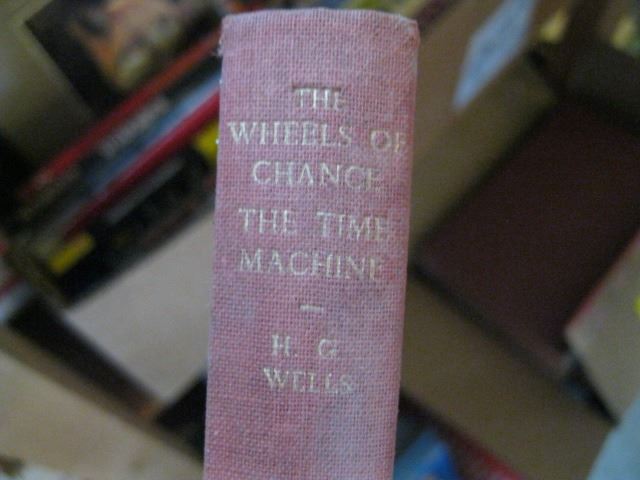 THE
WHEELS OF
CHANCE
THE TIME
MACHINE
H. G.
WELLS